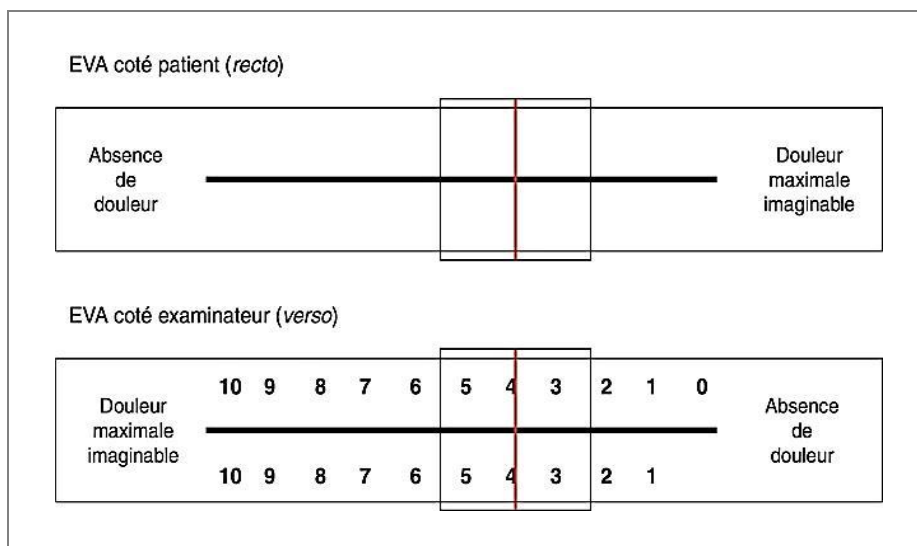 EVA coté patient (recto)
Absence
de
douleur
Douleur
maximale
imaginable
EVA coté examinateur (verso)
Douleur
maximale
imaginable
10 9 8 7 6 5 4 3 2 1 0
10 9 8 7 6 5 4 3 2 1
Absence
de
douleur